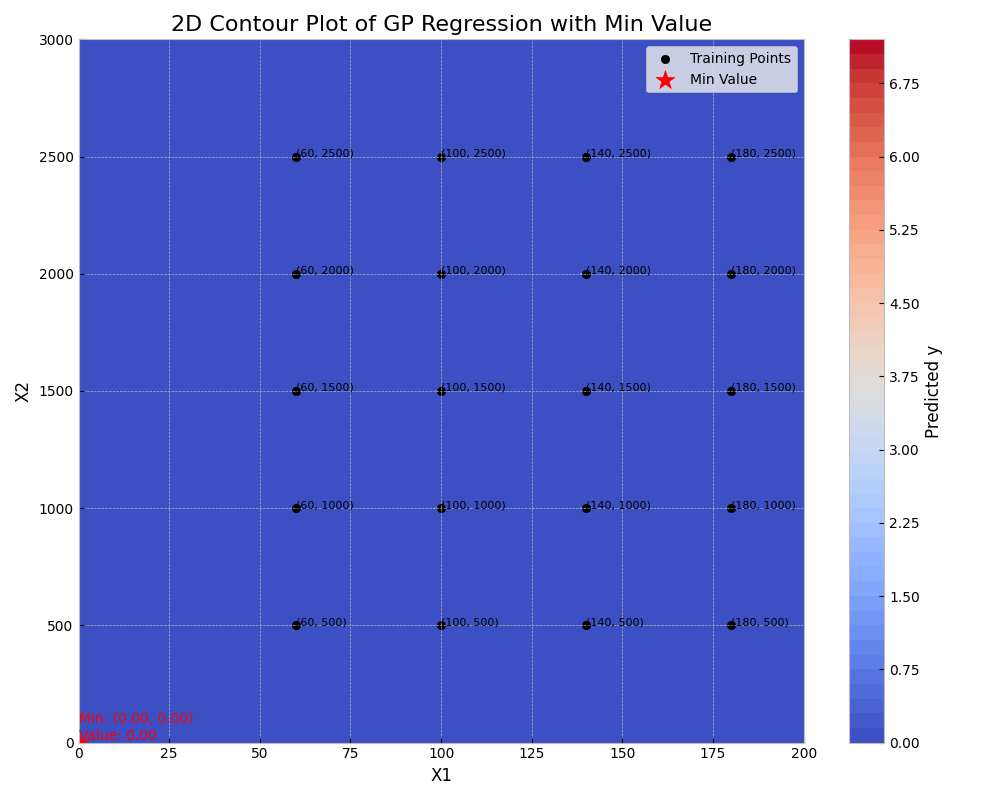 2D Contour Plot of GP Regression with Min Value
Training Points
Min Value
3000
2500
2000
1500
1000
500
0
X2
(60, 2500) (100, 2500) (140, 2500) (180, 2500)
(60, 2000) (100, 2000) (140, 2000) (180, 2000)
(60, 1500) (100, 1500) (140, 1500) (180, 1500)
(60, 1000) (100, 1000) (140, 1000) (180, 1000)
(60, 500) (100, 500) (140, 500) (180, 500)
Min: (0.00, 0.00)
Value: 0.00
0 25 50 75 100 125 150 175 200
X1
6.75
6.00
5.25
4.50
3.75
3.00
2.25
1.50
0.75
0.00
Predicted y